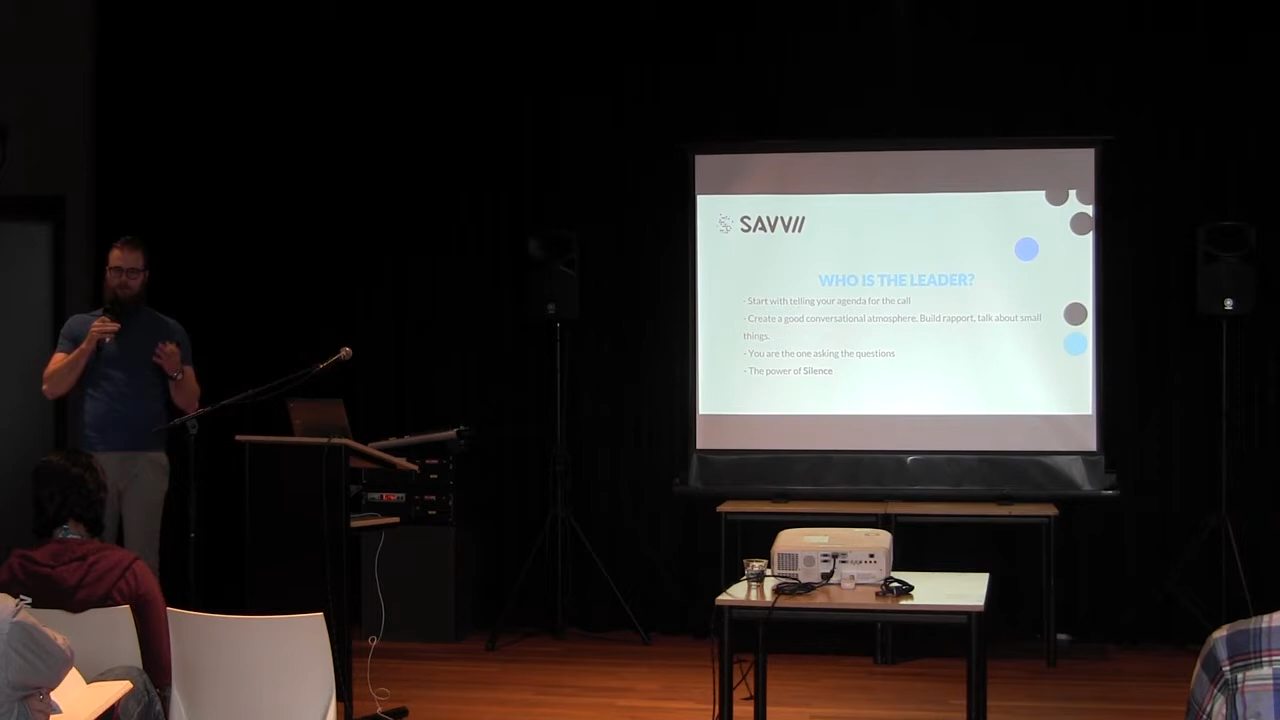 SAVVII
WHO IS THE LEADER?
- Start with telling your agenda for the call
- Create a good conversational atmosphere. Build rapport, talk about small
things.
- You are the one asking the questions
- The power of Silence